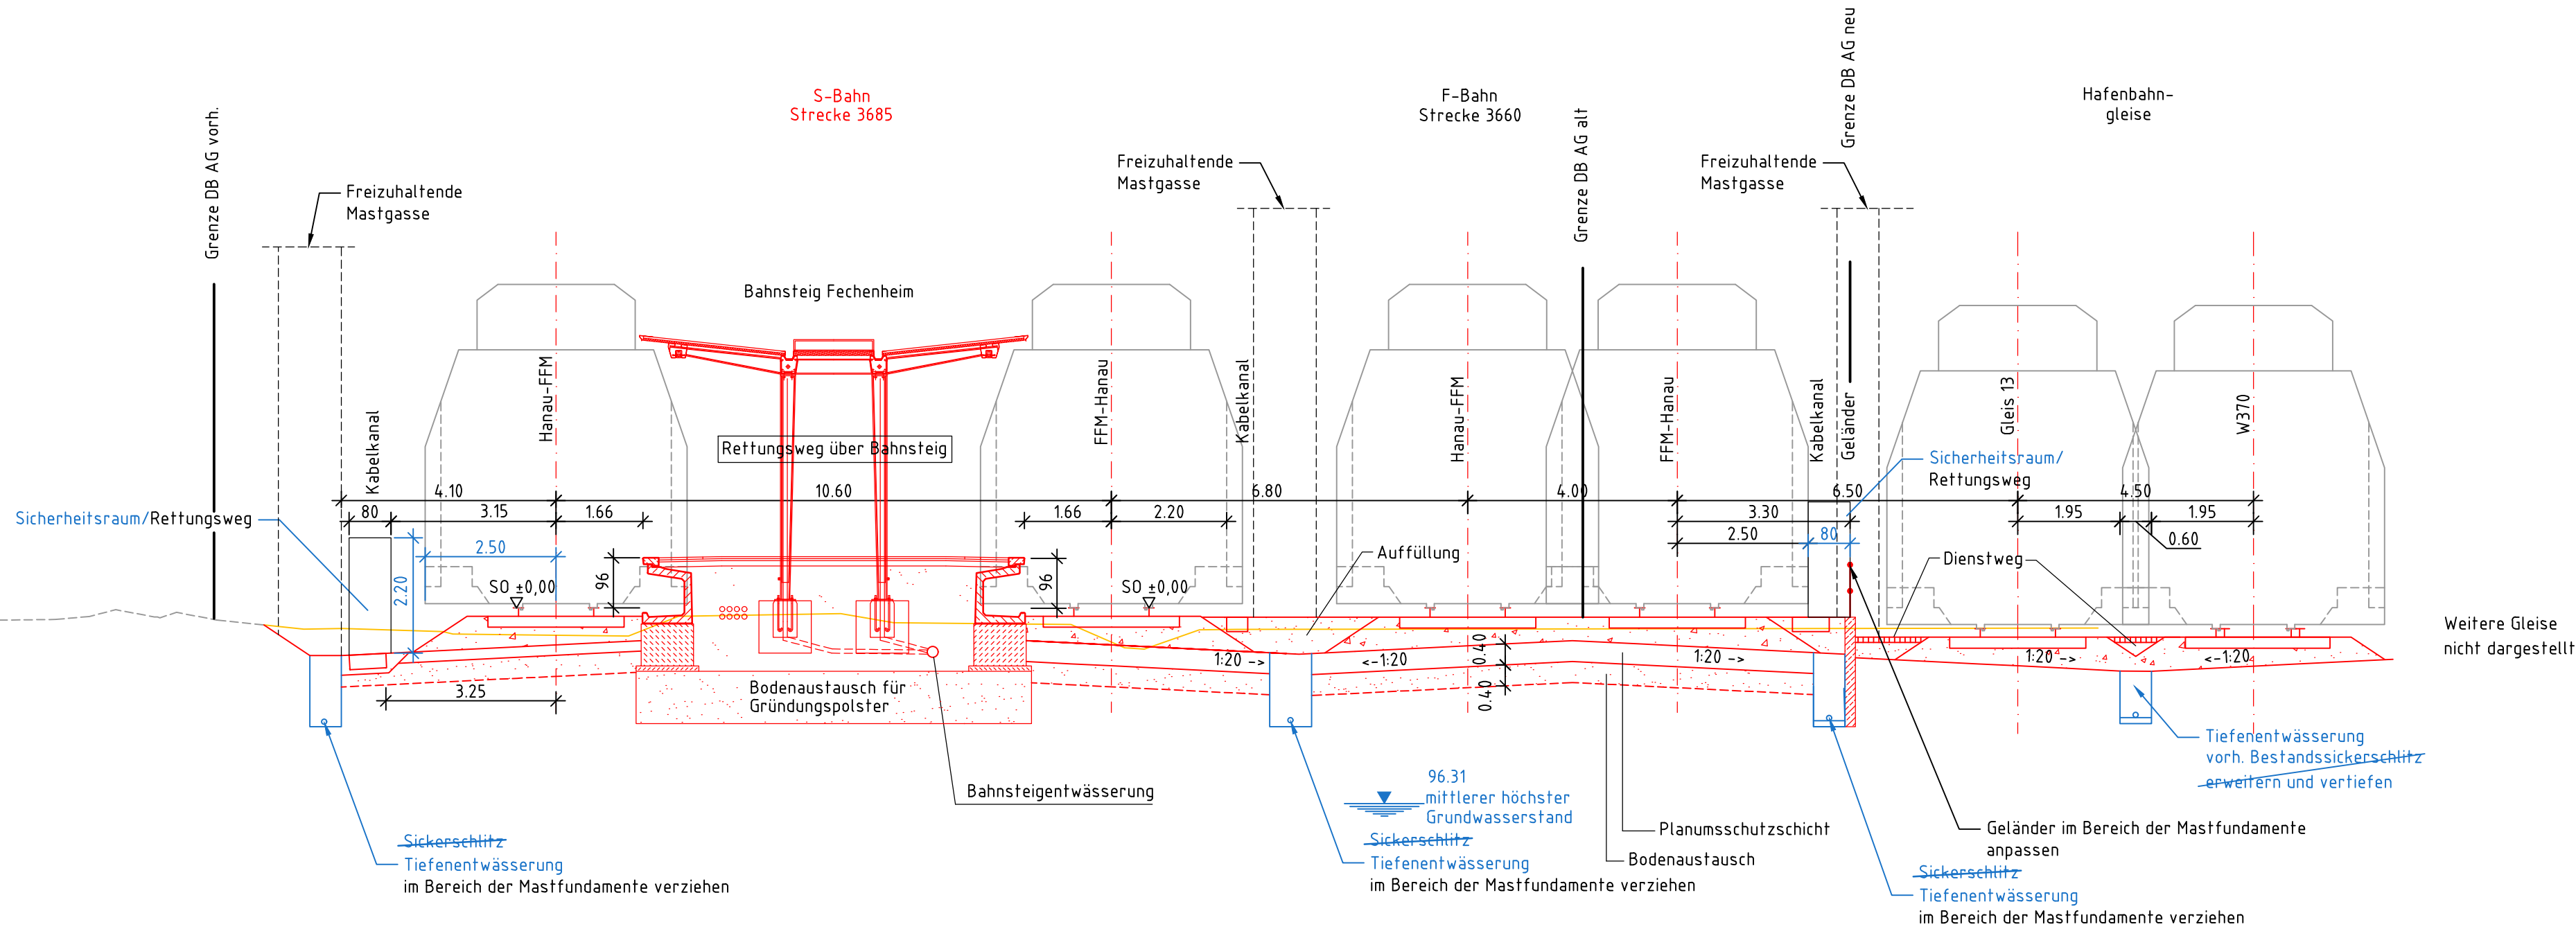 Grenze DB AG vorh.
Freizuhaltende
Mastgasse
S-Bahn
Strecke 3685
Freizuhaltende
Mastgasse
F-Bahn
Strecke 3660
Grenze DB AG alt
Freizuhaltende
Mastgasse
Grenze DB AG neu
Hafenbahn-
gleise
Bahnsteig Fechenheim
Kabelkanal
Hanau-FFM
Rettungsweg über Bahnsteig
FFM-Hanau
Kabelkanal
Hanau-FFM
FFM-Hanau
Kabelkanal
Geländer
Gleis 13
W370
Sicherheitsraum/
Rettungsweg
4.10
10.60
6.80
4.00
6.50
4.50
Sicherheitsraum/Rettungsweg
80
3.15
1.66
1.66
2.20
3.30
1.95
1.95
2.50
2.50
80
0.60
2.20
96
96
SO ±0,00
SO ±0,00
Auffüllung
Dienstweg
Weitere Gleise
nicht dargestellt
1:20 ->
<-1:20
0.40
0.40
1:20 ->
1:20 ->
<-1:20
3.25
Bodenaustausch für
Gründungspolster
Bahnsteigentwässerung
Tiefenentwässerung
vorh. Bestandssickerschlitz
erweitern und vertiefen
96.31
mittlerer höchster
Grundwasserstand
Sickerschlitz
Tiefenentwässerung
im Bereich der Mastfundamente verziehen
Sickerschlitz
Tiefenentwässerung
im Bereich der Mastfundamente verziehen
Planumsschutzschicht
Bodenaustausch
Geländer im Bereich der Mastfundamente
anpassen
Sickerschlitz
Tiefenentwässerung
im Bereich der Mastfundamente verziehen